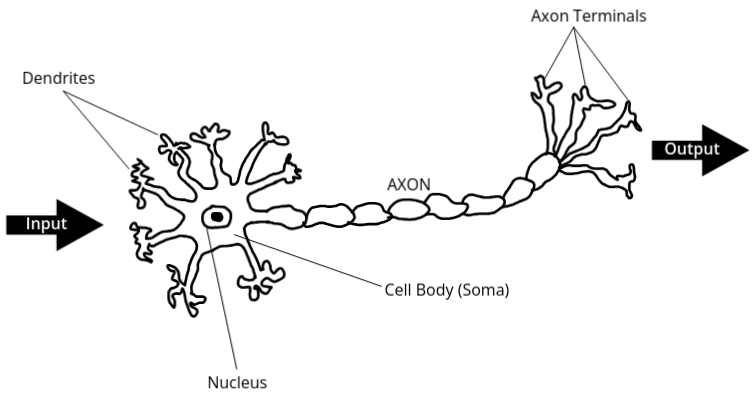 Axon Terminals
Dendrites
Output
AXON
Input
Cell Body (Soma)
Nucleus